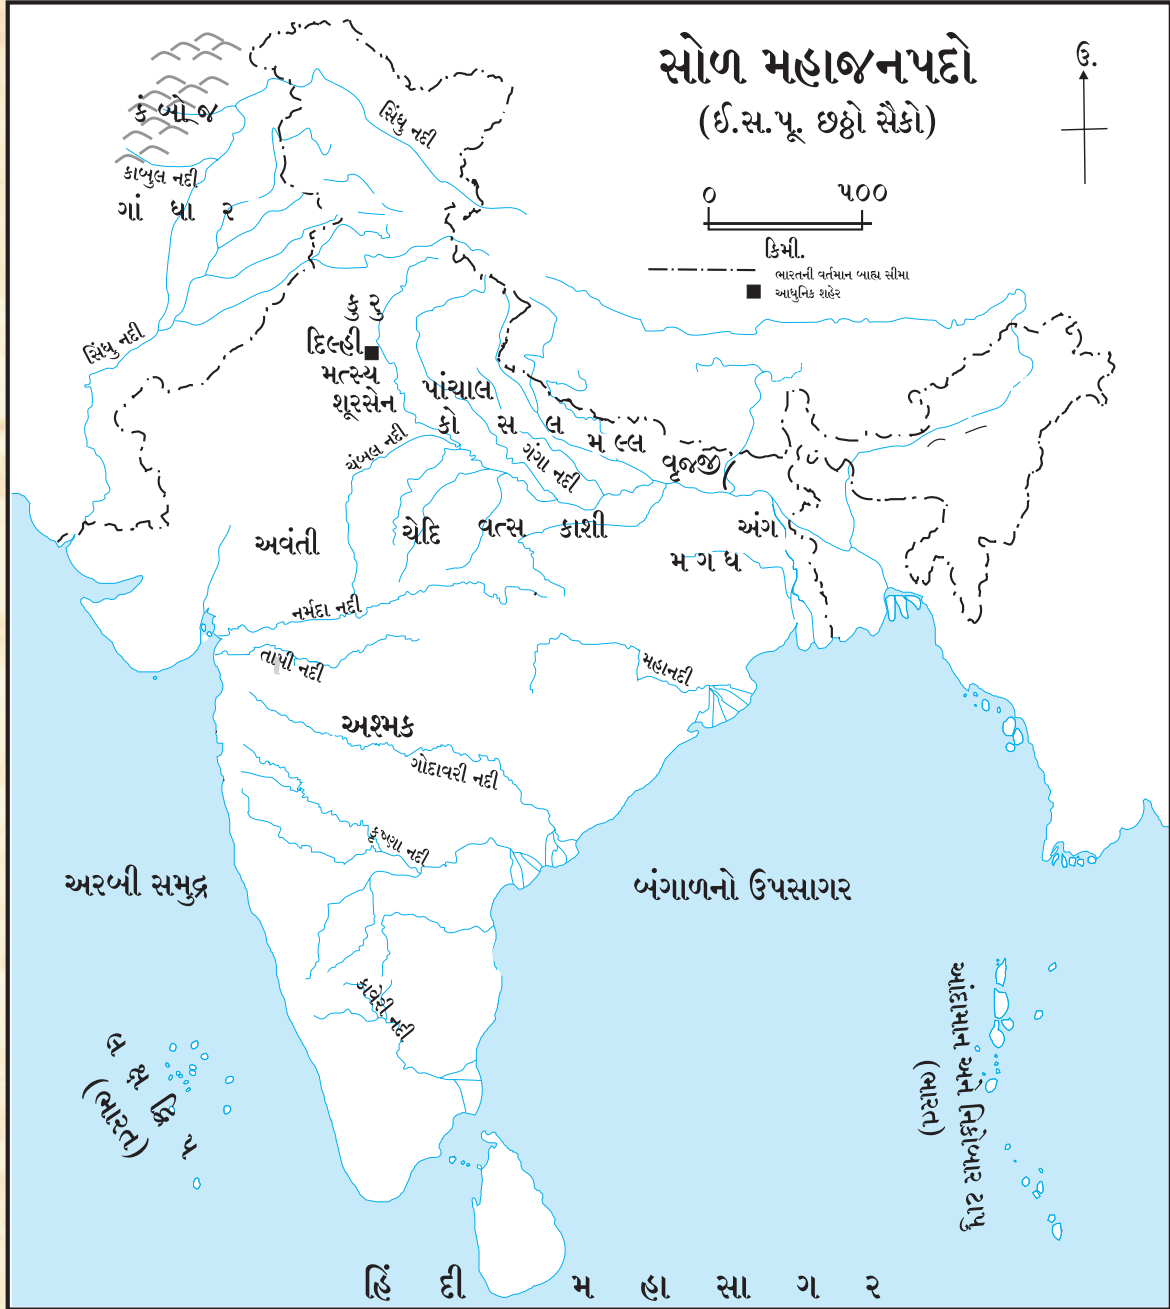 સોળ મહાજનપદો
(ઈ.સ.પૂ. છઠ્ઠો સૈકો)
ઉ.
૦ ૫૦૦
કિમી.
ભારતની વર્તમાન બાહ્ય સીમા
આધુનિક શહેર
કંબોજ
સિંધુ નદી
કાબુલ નદી
ગાંધાર
કુરુ
સિંધુ નદી
દિલ્હી
મત્સ્ય
પાંચાલ
શૂરસેન
કોસલ
મલ્લ
ચંબલ નદી
ગંગા નદી
વૃજજી
અવંતી
ચેદિ
વત્સ
કાશી
અંગ
મગધ
નર્મદા નદી
તાપી નદી
મહાનદી
અશ્મક
ગોદાવરી નદી
કૃષ્ણા નદી
અરબી સમુદ્ર
બંગાળનો ઉપસાગર
કાવેરી નદી
લક્ષદ્વિપ
(ભારત)
આંદામાન અને નિકોબાર ટાપુ
(ભારત)
હિંદી મહાસાગર